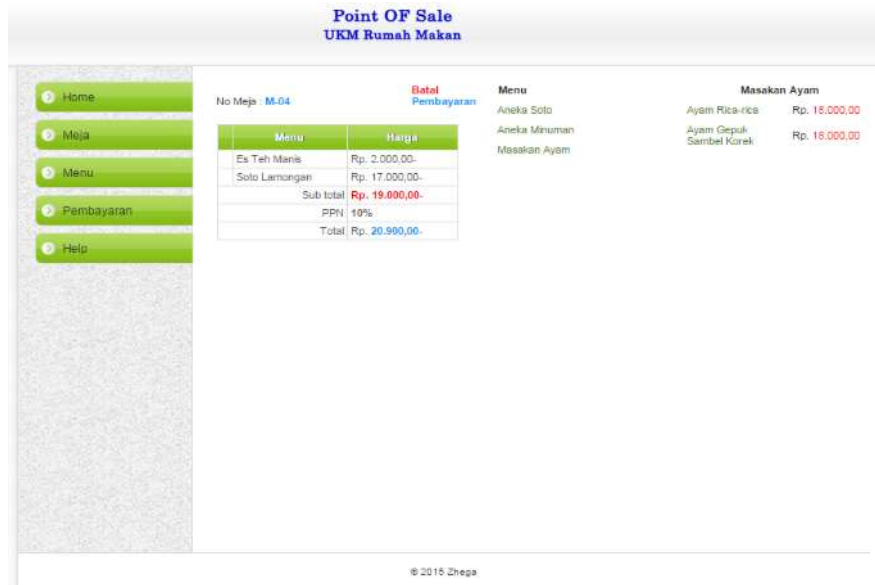 Point OF Sale
UKM Rumah Makan
Home
Meja
Menu
Pembayaran
Help
No Meja : M-04
Batal
Pembayaran
Menu Harga
Es Teh Manis Rp. 2.000,00-
Soto Lamongan Rp. 17.000,00-
Sub total Rp. 19.000,00-
PPN 10%
Total Rp. 20.900,00-
Menu
Aneka Soto
Aneka Minuman
Masakan Ayam
Masakan Ayam
Ayam Rica-rica Rp. 18.000,00
Ayam Gepuk Sambel Korek Rp. 18.000,00
© 2015 Zhega